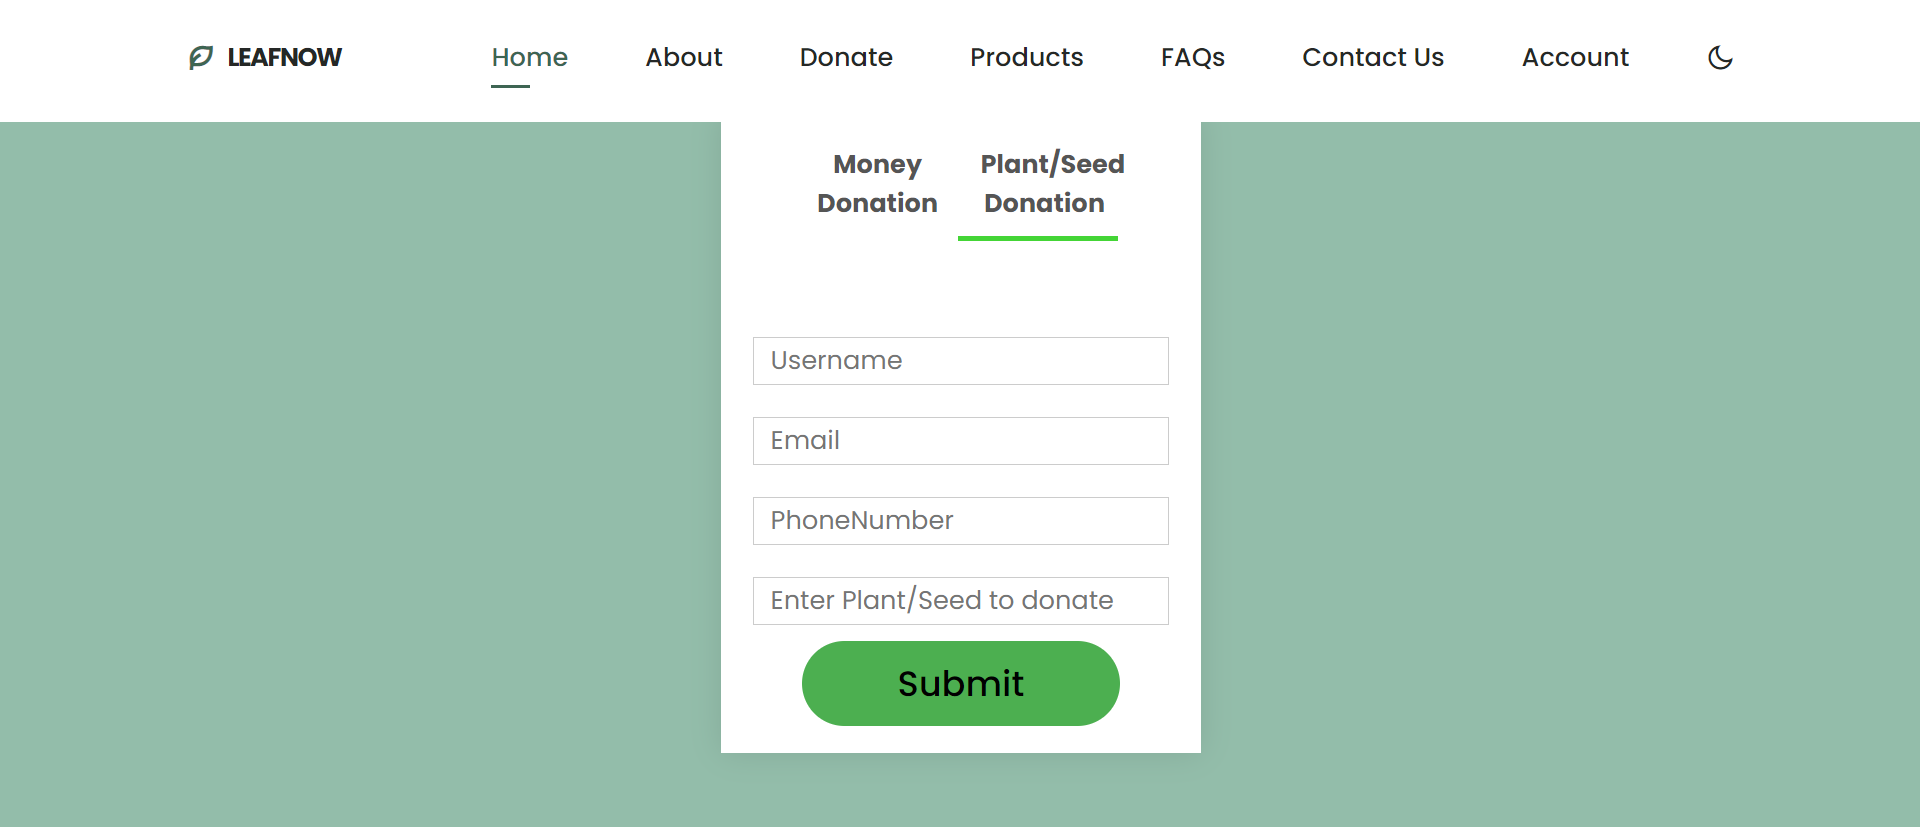 LEAFNOW Home About Donate Products FAQs Contact Us Account
Money Donation
Plant/Seed Donation
Username
Email
PhoneNumber
Enter Plant/Seed to donate
Submit